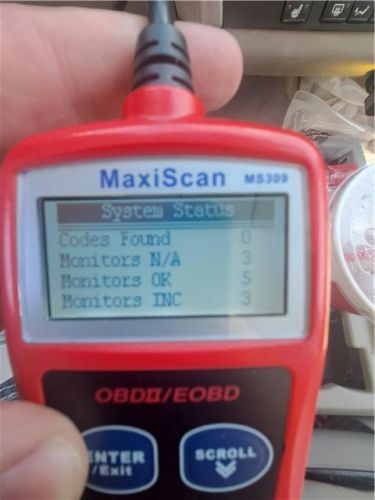 MaxiScan MS309
System Status
Codes Found 0
Monitors N/A 3
Monitors OK 5
Monitors INC 3
OBDII/EOBD
ENTER
/Exit
SCROLL